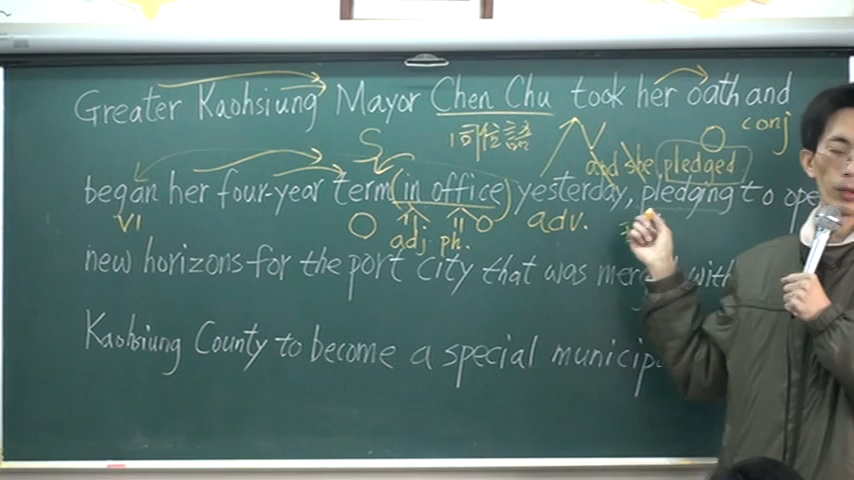 Greater Kaohsiung Mayor Chen Chu took her oath and
同位語 conj
S and she pledged
began her four-year term (in office) yesterday, pledging to ope
V1 O adj. ph. adv.
new horizons for the port city that was mer with
Kaohsiung County to become a special municip